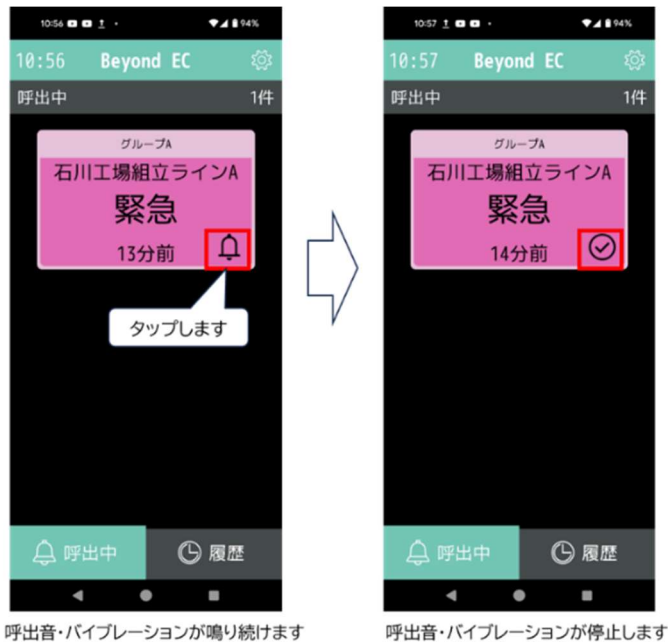 10:56
94%
10:56 Beyond EC
呼出中 1件
グループA
石川工場組立ラインA
緊急
13分前
タップします
呼出中 履歴
呼出音・バイブレーションが鳴り続けます
10:57
94%
10:57 Beyond EC
呼出中 1件
グループA
石川工場組立ラインA
緊急
14分前
呼出中 履歴
呼出音・バイブレーションが停止します